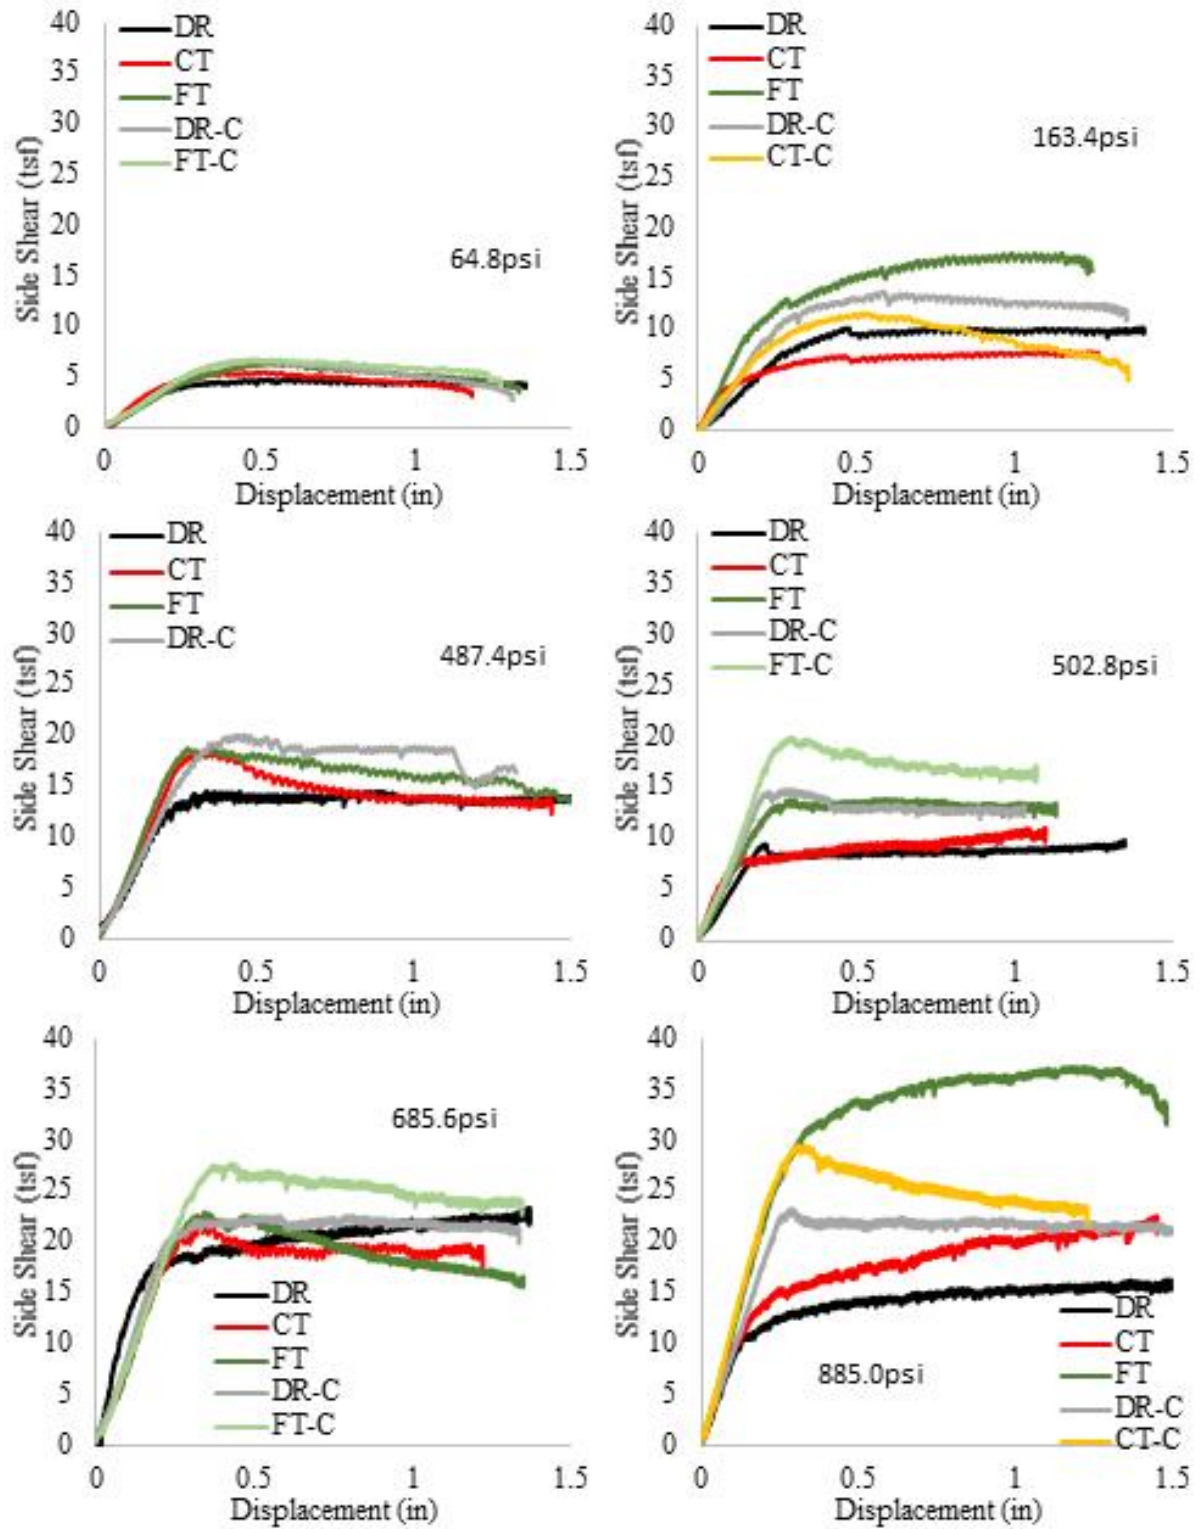 40
35
30
25
20
15
10
5
0
Side Shear (tsf)
DR
CT
FT
DR-C
FT-C
64.8psi
0 0.5 1 1.5
Displacement (in)
40
35
30
25
20
15
10
5
0
Side Shear (tsf)
DR
CT
FT
DR-C
CT-C
163.4psi
0 0.5 1 1.5
Displacement (in)
40
35
30
25
20
15
10
5
0
Side Shear (tsf)
DR
CT
FT
DR-C
487.4psi
0 0.5 1 1.5
Displacement (in)
40
35
30
25
20
15
10
5
0
Side Shear (tsf)
DR
CT
FT
DR-C
FT-C
502.8psi
0 0.5 1 1.5
Displacement (in)
40
35
30
25
20
15
10
5
0
Side Shear (tsf)
685.6psi
DR
CT
FT
DR-C
FT-C
0 0.5 1 1.5
Displacement (in)
40
35
30
25
20
15
10
5
0
Side Shear (tsf)
885.0psi
DR
CT
FT
DR-C
CT-C
0 0.5 1 1.5
Displacement (in)